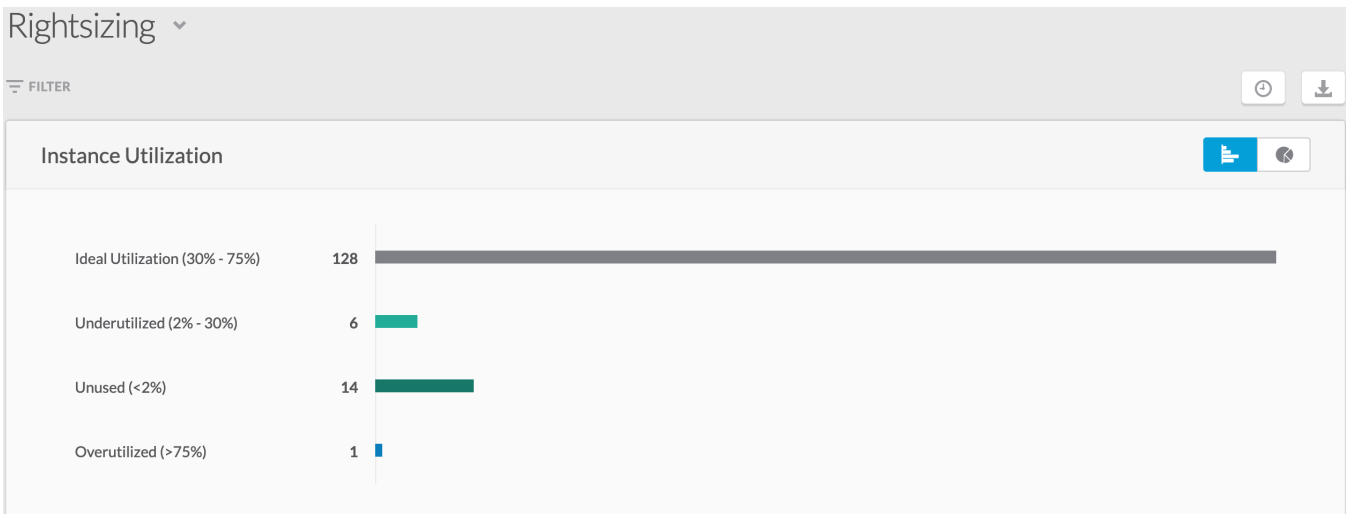 Rightsizing
FILTER
Instance Utilization
Ideal Utilization (30% - 75%) 128
Underutilized (2% - 30%) 6
Unused (<2%) 14
Overutilized (>75%) 1